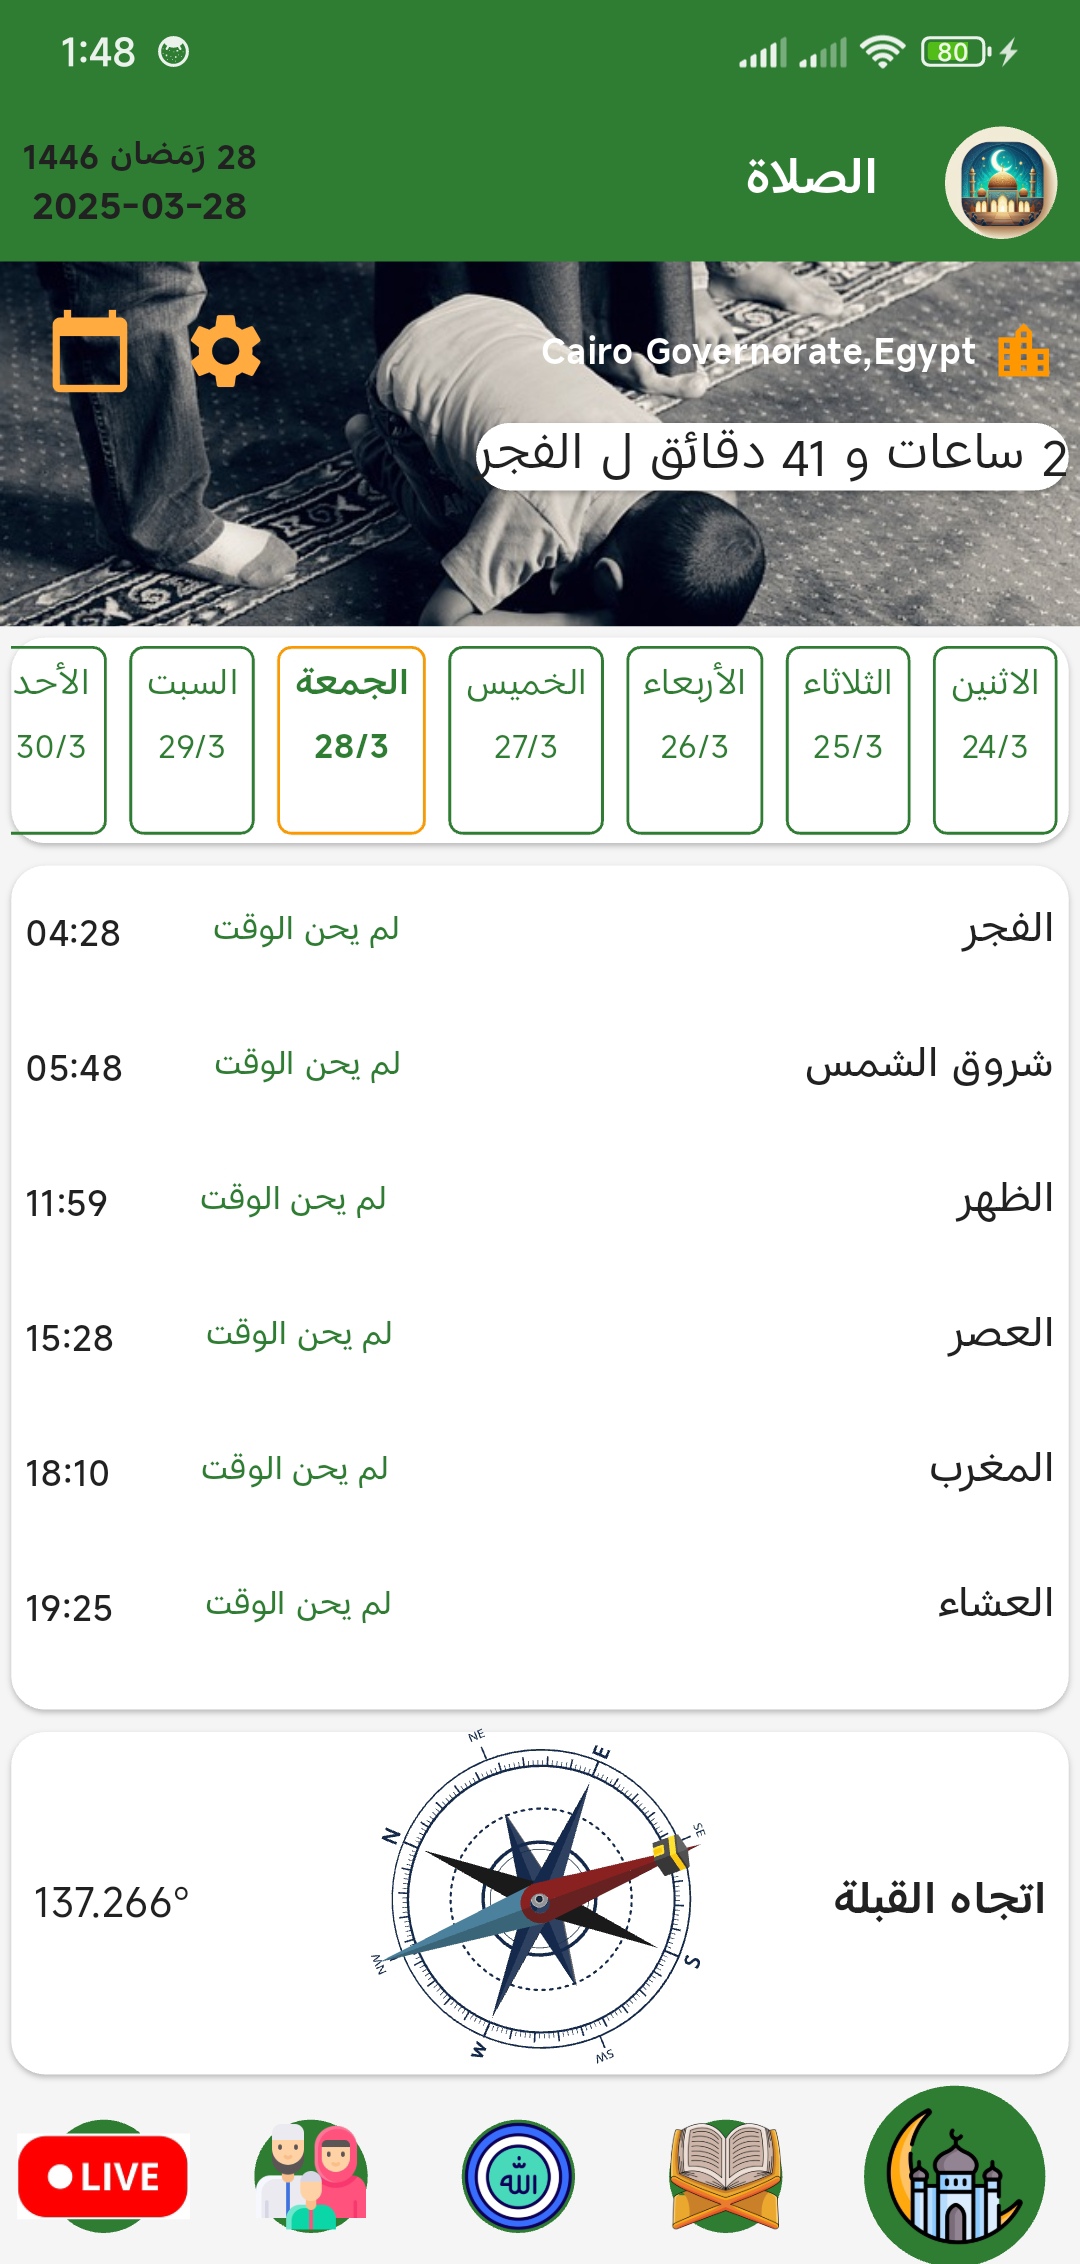 1:48
80
الصلاة
28 رَمَضان 1446
2025-03-28
Cairo Governorate,Egypt
2 ساعات و 41 دقائق ل الفجر
الاثنين
24/3
الثلاثاء
25/3
الأربعاء
26/3
الخميس
27/3
الجمعة
28/3
السبت
29/3
الأحد
30/3
الفجر لم يحن الوقت 04:28
شروق الشمس لم يحن الوقت 05:48
الظهر لم يحن الوقت 11:59
العصر لم يحن الوقت 15:28
المغرب لم يحن الوقت 18:10
العشاء لم يحن الوقت 19:25
اتجاه القبلة
NE
E
N
SE
S
NW
W
SW
137.266°
الله
LIVE